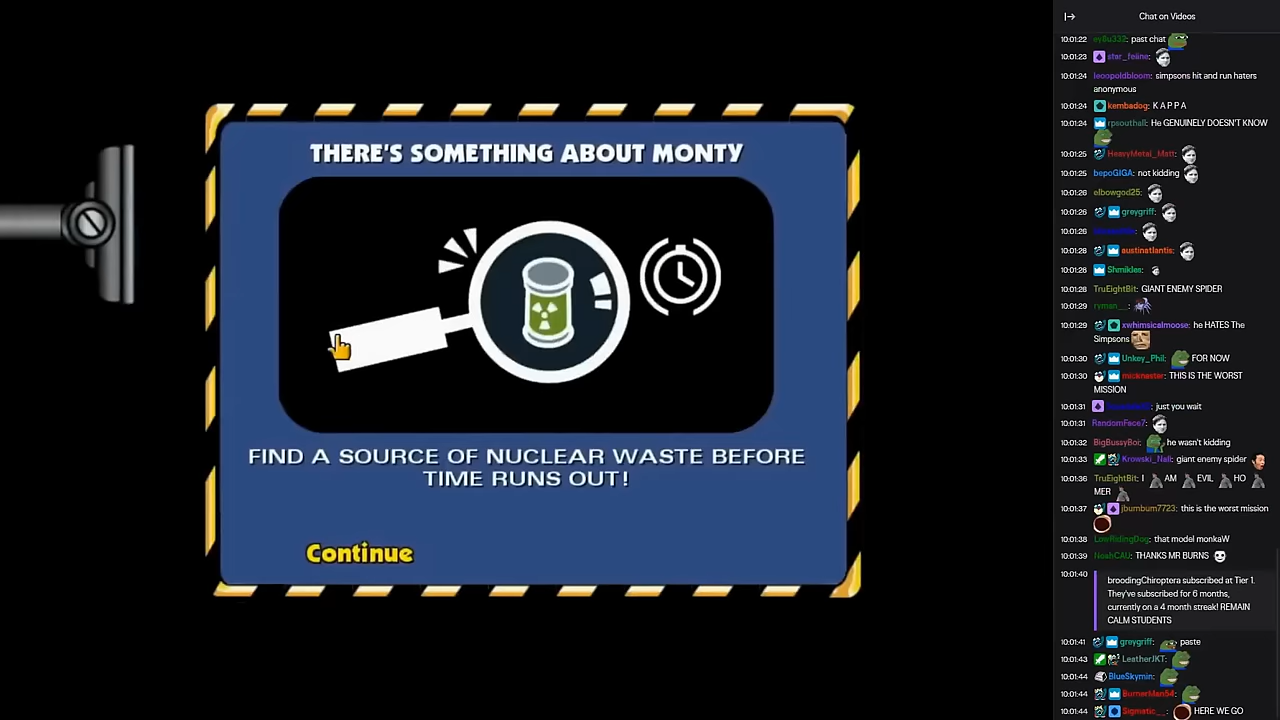 Chat on Videos
10:01:22 ey8u332: past chat
10:01:23 star_feline:
10:01:24 leoopoldbloom: simpsons hit and run haters
anonymous
10:01:24 kembadog: K A P P A
10:01:24 rpsouthall: He GENUINELY DOESN'T KNOW
10:01:25 HeavyMetal_Matt:
10:01:25 bepoGIGA: not kidding
10:01:26 elbowgod25:
10:01:26 greygriff:
10:01:26
10:01:28 austinatlantis:
10:01:28 Shmikles:
10:01:28 TruEightBit: GIANT ENEMY SPIDER
10:01:29 ryman__:
10:01:29 xwhimsicalmoose: he HATES The
Simpsons
10:01:30 Unkey_Phil: FOR NOW
10:01:30 micknaster: THIS IS THE WORST
MISSION
10:01:31 just you wait
10:01:31 RandomFace7:
10:01:32 BigBussyBoi: he wasn't kidding
10:01:33 Krowski_Nall: giant enemy spider
10:01:36 TruEightBit: I AM EVIL HO
MER
10:01:37 jbumbum7723: this is the worst mission
10:01:38 LowRidingDog: that model monkaW
10:01:39 NoahCAU: THANKS MR BURNS
10:01:40 broodingChiroptera subscribed at Tier 1.
They've subscribed for 6 months,
currently on a 4 month streak! REMAIN
CALM STUDENTS
10:01:41 greygriff: paste
10:01:43 LeatherJKT:
10:01:44 BlueSkymin:
10:01:44 BurnerMan54:
10:01:44 Sigmatic__: HERE WE GO
THERE'S SOMETHING ABOUT MONTY
FIND A SOURCE OF NUCLEAR WASTE BEFORE
TIME RUNS OUT!
Continue